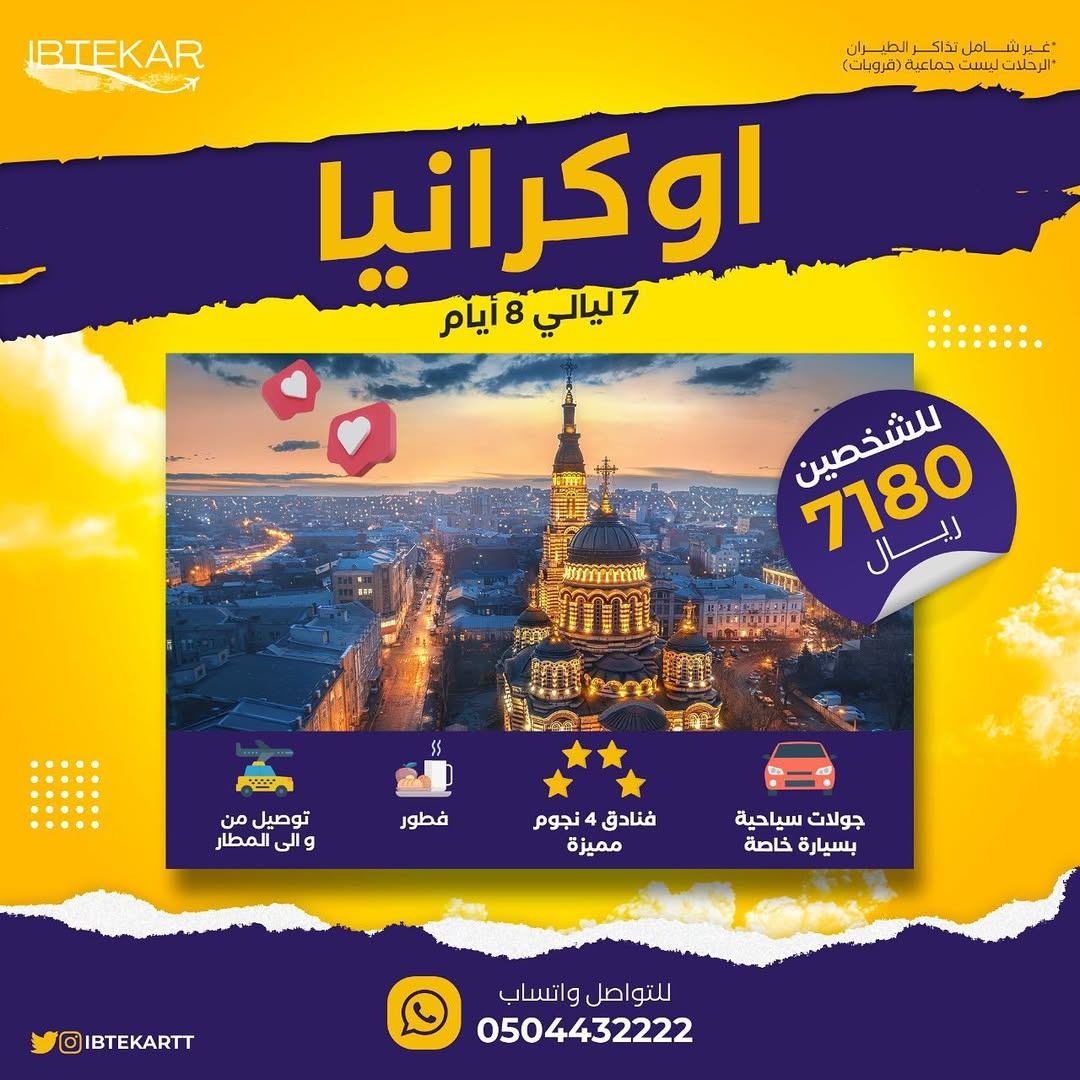 IBTEKAR
*غير شامل تذاكر الطيران
*الرحلات ليست جماعية (قروبات)
اوكرانيا
7 ليالي 8 أيام
للشخصين
7180
ريال
جولات سياحية
بسيارة خاصة
فنادق 4 نجوم
مميزة
فطور
توصيل من
و الى المطار
للتواصل واتساب
0504432222
IBTEKARTT